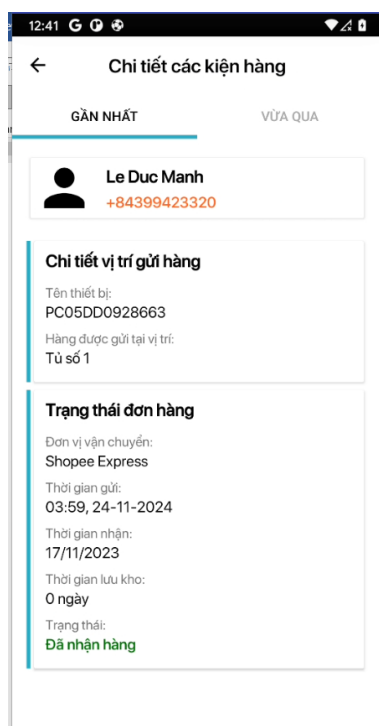 12:41
Chi tiết các kiện hàng
GẦN NHẤT
VỪA QUA
Le Duc Manh
+84399423320
Chi tiết vị trí gửi hàng
Tên thiết bị:
PC05DD0928663
Hàng được gửi tại vị trí:
Tủ số 1
Trạng thái đơn hàng
Đơn vị vận chuyển:
Shopee Express
Thời gian gửi:
03:59, 24-11-2024
Thời gian nhận:
17/11/2023
Thời gian lưu kho:
0 ngày
Trạng thái:
Đã nhận hàng